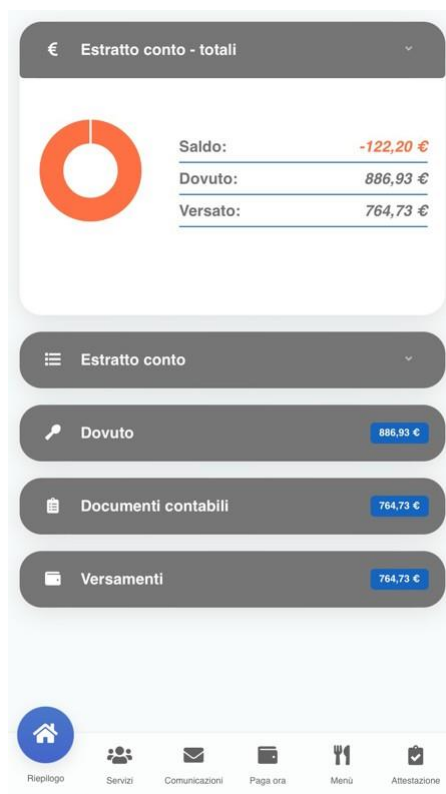 € Estratto conto - totali
Saldo: -122,20 €
Dovuto: 886,93 €
Versato: 764,73 €
Estratto conto
Dovuto 886,93 €
Documenti contabili 764,73 €
Versamenti 764,73 €
Riepilogo Servizi Comunicazioni Paga ora Menù Attestazione